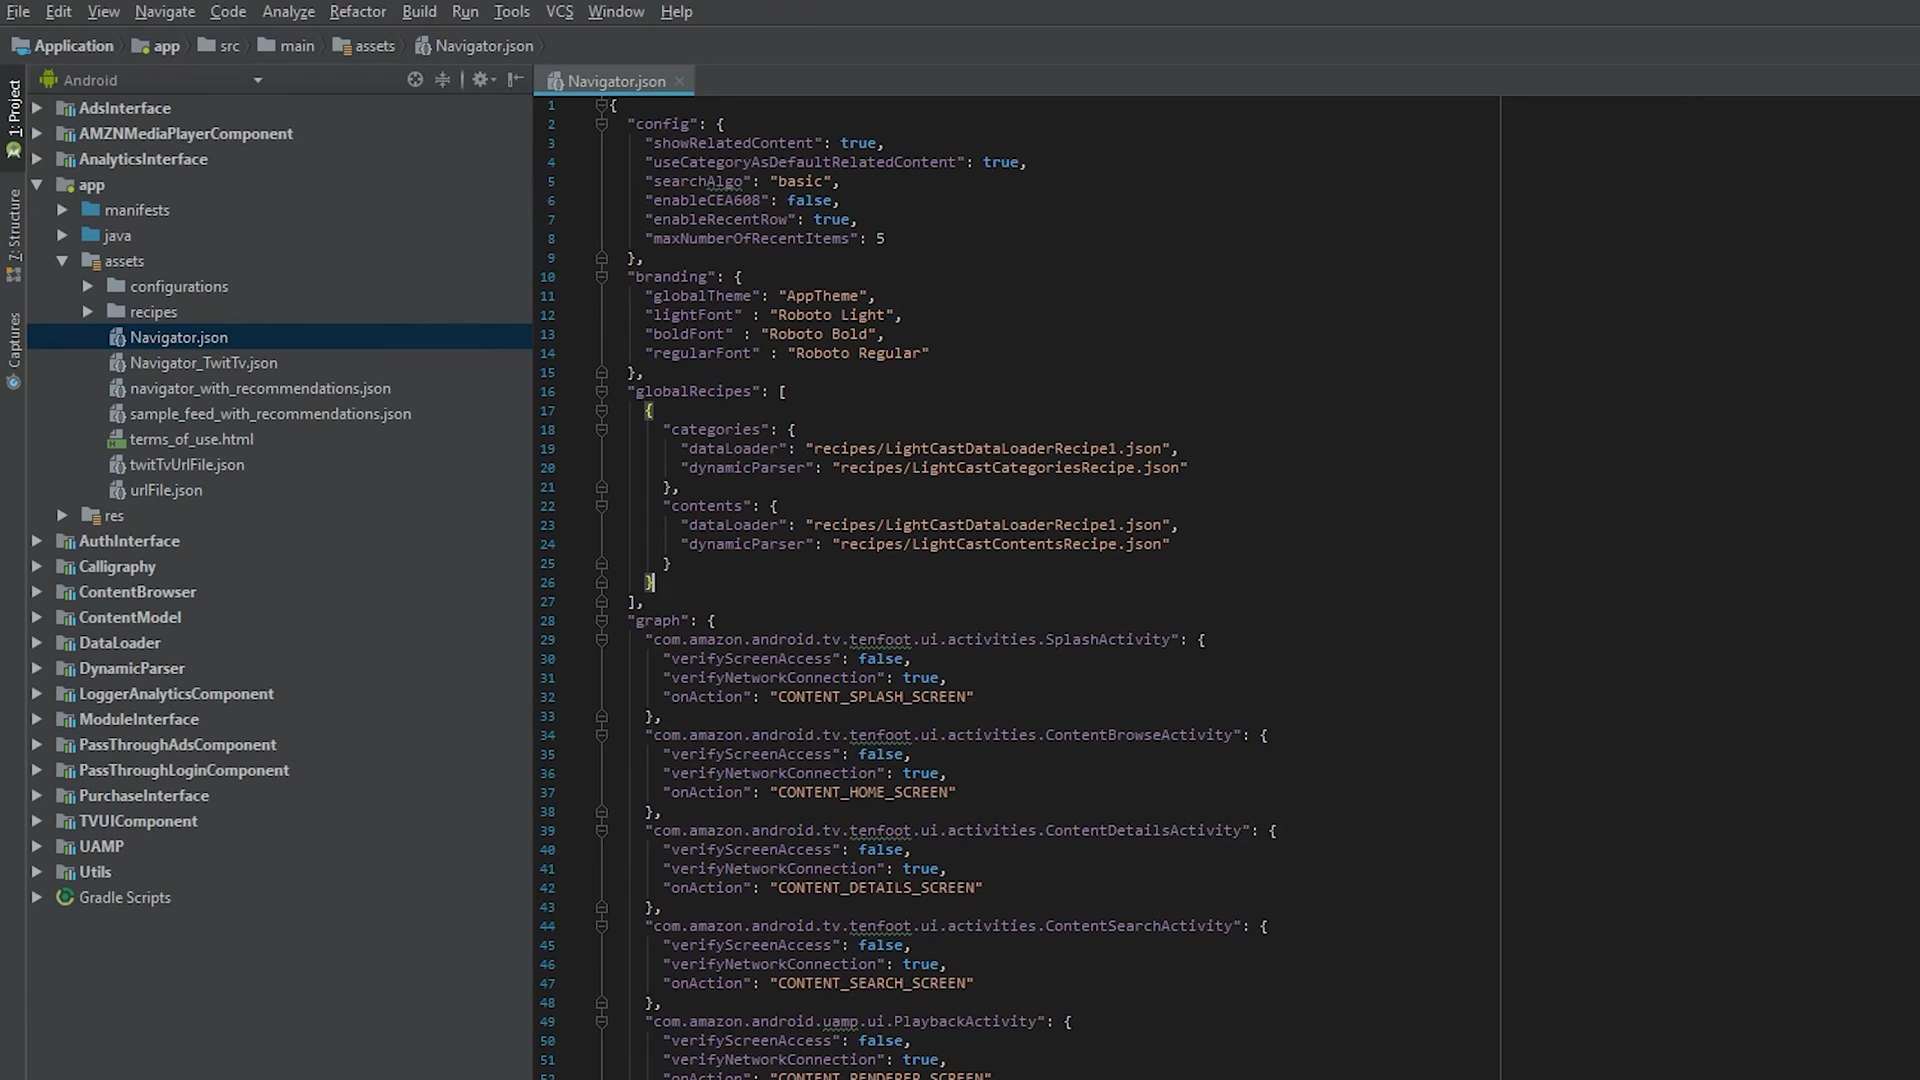 File Edit View Navigate Code Analyze Refactor Build Run Tools VCS Window Help
Application app src main assets Navigator.json
Android
Navigator.json
1: Project
7: Structure
Captures
AdsInterface
AMZNMediaPlayerComponent
AnalyticsInterface
app
manifests
java
assets
configurations
recipes
Navigator.json
Navigator_TwitTv.json
navigator_with_recommendations.json
sample_feed_with_recommendations.json
terms_of_use.html
twitTvUrlFile.json
urlFile.json
res
AuthInterface
Calligraphy
ContentBrowser
ContentModel
DataLoader
DynamicParser
LoggerAnalyticsComponent
ModuleInterface
PassThroughAdsComponent
PassThroughLoginComponent
PurchaseInterface
TVUIComponent
UAMP
Utils
Gradle Scripts
1 {
2 "config": {
3 "showRelatedContent": true,
4 "useCategoryAsDefaultRelatedContent": true,
5 "searchAlgo": "basic",
6 "enableCEA608": false,
7 "enableRecentRow": true,
8 "maxNumberOfRecentItems": 5
9 },
10 "branding": {
11 "globalTheme": "AppTheme",
12 "lightFont" : "Roboto Light",
13 "boldFont" : "Roboto Bold",
14 "regularFont" : "Roboto Regular"
15 },
16 "globalRecipes": [
17 {
18 "categories": {
19 "dataLoader": "recipes/LightCastDataLoaderRecipe1.json",
20 "dynamicParser": "recipes/LightCastCategoriesRecipe.json"
21 },
22 "contents": {
23 "dataLoader": "recipes/LightCastDataLoaderRecipe1.json",
24 "dynamicParser": "recipes/LightCastContentsRecipe.json"
25 }
26 }
27 ],
28 "graph": {
29 "com.amazon.android.tv.tenfoot.ui.activities.SplashActivity": {
30 "verifyScreenAccess": false,
31 "verifyNetworkConnection": true,
32 "onAction": "CONTENT_SPLASH_SCREEN"
33 },
34 "com.amazon.android.tv.tenfoot.ui.activities.ContentBrowseActivity": {
35 "verifyScreenAccess": false,
36 "verifyNetworkConnection": true,
37 "onAction": "CONTENT_HOME_SCREEN"
38 },
39 "com.amazon.android.tv.tenfoot.ui.activities.ContentDetailsActivity": {
40 "verifyScreenAccess": false,
41 "verifyNetworkConnection": true,
42 "onAction": "CONTENT_DETAILS_SCREEN"
43 },
44 "com.amazon.android.tv.tenfoot.ui.activities.ContentSearchActivity": {
45 "verifyScreenAccess": false,
46 "verifyNetworkConnection": true,
47 "onAction": "CONTENT_SEARCH_SCREEN"
48 },
49 "com.amazon.android.uamp.ui.PlaybackActivity": {
50 "verifyScreenAccess": false,
51 "verifyNetworkConnection": true,
52 "onAction": "CONTENT_RENDERER_SCREEN"